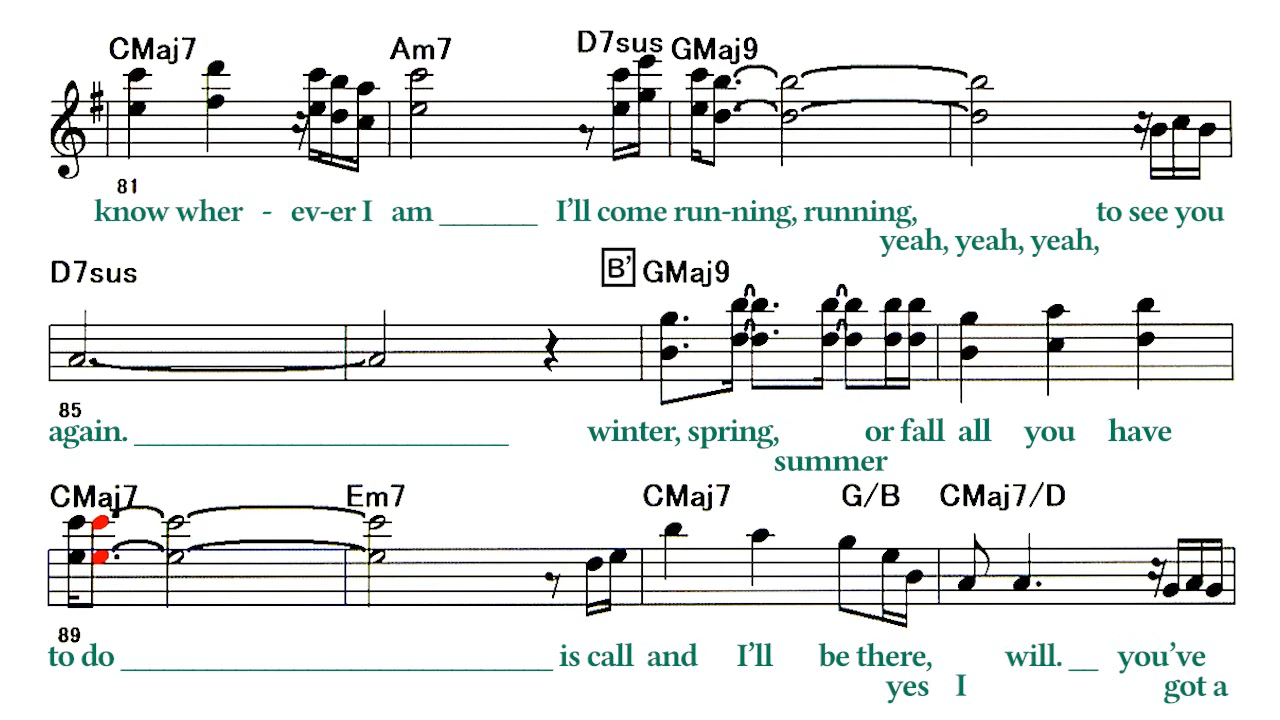 CMaj7 Am7 D7sus GMaj9
81
know wher - ev-er I am _______ I'll come run-ning, running, to see you
yeah, yeah, yeah,
D7sus B' GMaj9
85
again. ___________________________ winter, spring, or fall all you have
summer
CMaj7 Em7 CMaj7 G/B CMaj7/D
89
to do _______________________________ is call and I'll be there, will. __ you've
yes I got a